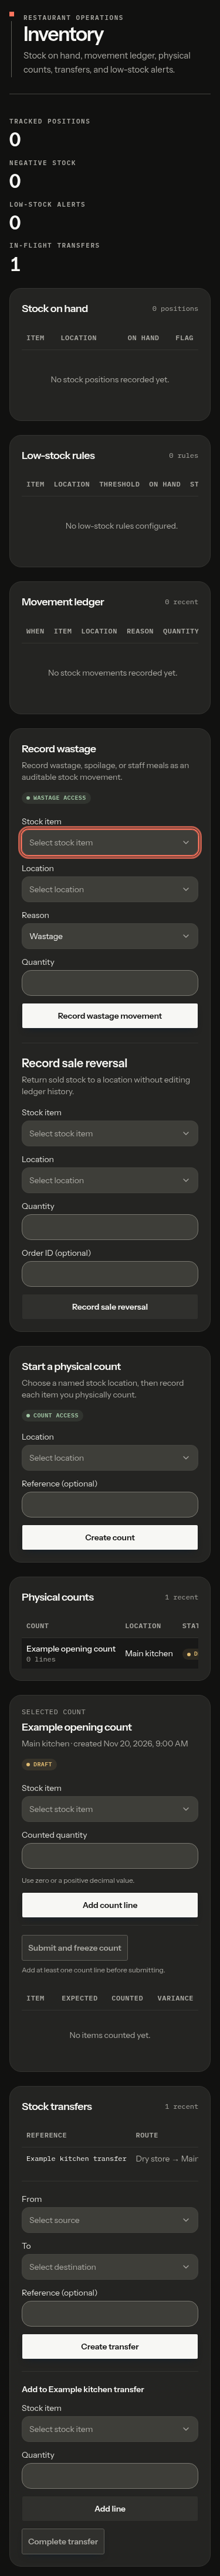 RESTAURANT OPERATIONS
Inventory
Stock on hand, movement ledger, physical
counts, transfers, and low-stock alerts.
TRACKED POSITIONS
0
NEGATIVE STOCK
0
LOW-STOCK ALERTS
0
IN-FLIGHT TRANSFERS
1
Stock on hand 0 positions
ITEM LOCATION ON HAND FLAG
No stock positions recorded yet.
Low-stock rules 0 rules
ITEM LOCATION THRESHOLD ON HAND ST
No low-stock rules configured.
Movement ledger 0 recent
WHEN ITEM LOCATION REASON QUANTITY
No stock movements recorded yet.
Record wastage
Record wastage, spoilage, or staff meals as an
auditable stock movement.
WASTAGE ACCESS
Stock item
Select stock item
Location
Select location
Reason
Wastage
Quantity
Record wastage movement
Record sale reversal
Return sold stock to a location without editing
ledger history.
Stock item
Select stock item
Location
Select location
Quantity
Order ID (optional)
Record sale reversal
Start a physical count
Choose a named stock location, then record
each item you physically count.
COUNT ACCESS
Location
Select location
Reference (optional)
Create count
Physical counts 1 recent
COUNT LOCATION STAT
Example opening count Main kitchen D
0 lines
SELECTED COUNT
Example opening count
Main kitchen · created Nov 20, 2026, 9:00 AM
DRAFT
Stock item
Select stock item
Counted quantity
Use zero or a positive decimal value.
Add count line
Submit and freeze count
Add at least one count line before submitting.
ITEM EXPECTED COUNTED VARIANCE
No items counted yet.
Stock transfers 1 recent
REFERENCE ROUTE
Example kitchen transfer Dry store → Main
From
Select source
To
Select destination
Reference (optional)
Create transfer
Add to Example kitchen transfer
Stock item
Select stock item
Quantity
Add line
Complete transfer